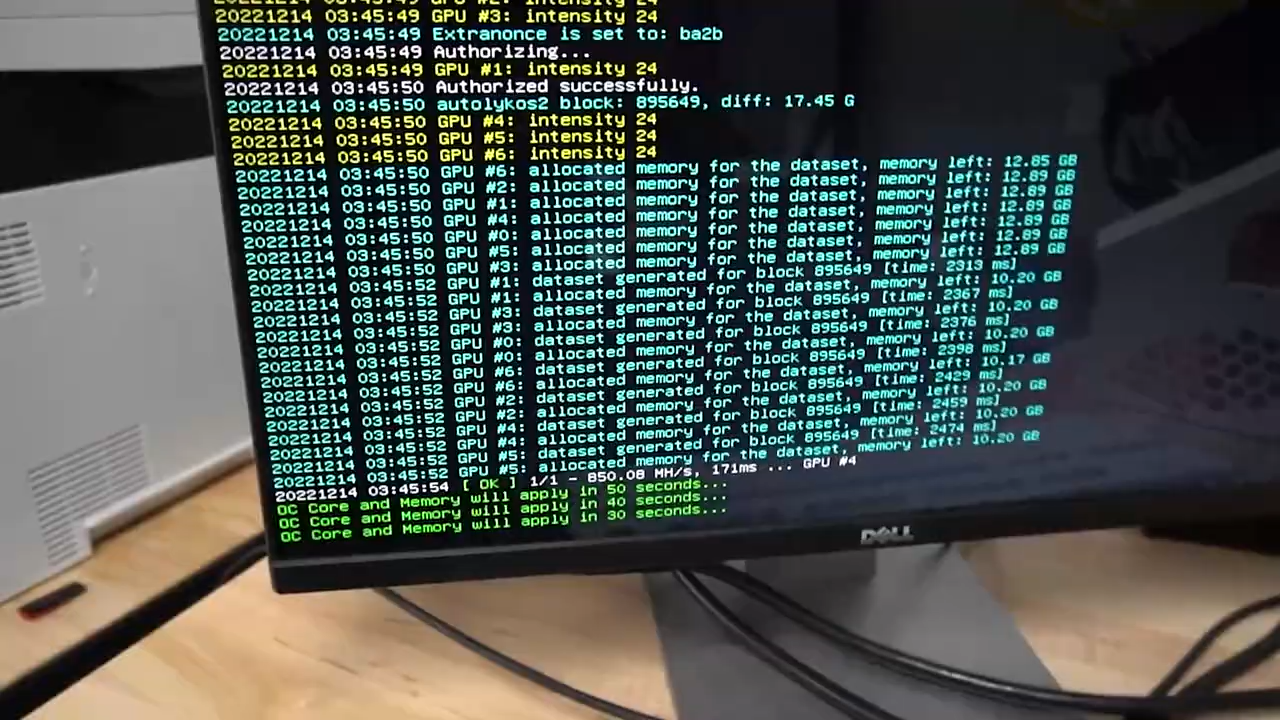 20221214 03:45:49 GPU #2: intensity 24
20221214 03:45:49 GPU #3: intensity 24
20221214 03:45:49 Extranonce is set to: ba2b
20221214 03:45:49 Authorizing...
20221214 03:45:49 GPU #1: intensity 24
20221214 03:45:50 Authorized successfully.
20221214 03:45:50 autolykos2 block: 895649, diff: 17.45 G
20221214 03:45:50 GPU #4: intensity 24
20221214 03:45:50 GPU #5: intensity 24
20221214 03:45:50 GPU #6: intensity 24
20221214 03:45:50 GPU #6: allocated memory for the dataset, memory left: 12.85 GB
20221214 03:45:50 GPU #2: allocated memory for the dataset, memory left: 12.89 GB
20221214 03:45:50 GPU #1: allocated memory for the dataset, memory left: 12.89 GB
20221214 03:45:50 GPU #4: allocated memory for the dataset, memory left: 12.89 GB
20221214 03:45:50 GPU #0: allocated memory for the dataset, memory left: 12.89 GB
20221214 03:45:50 GPU #5: allocated memory for the dataset, memory left: 12.89 GB
20221214 03:45:50 GPU #3: allocated memory for the dataset, memory left: 12.89 GB
20221214 03:45:52 GPU #1: dataset generated for block 895649 [time: 2313 ms]
20221214 03:45:52 GPU #1: allocated memory for the dataset, memory left: 10.20 GB
20221214 03:45:52 GPU #3: dataset generated for block 895649 [time: 2367 ms]
20221214 03:45:52 GPU #3: allocated memory for the dataset, memory left: 10.20 GB
20221214 03:45:52 GPU #0: dataset generated for block 895649 [time: 2376 ms]
20221214 03:45:52 GPU #0: allocated memory for the dataset, memory left: 10.20 GB
20221214 03:45:52 GPU #6: dataset generated for block 895649 [time: 2398 ms]
20221214 03:45:52 GPU #6: allocated memory for the dataset, memory left: 10.17 GB
20221214 03:45:52 GPU #2: dataset generated for block 895649 [time: 2429 ms]
20221214 03:45:52 GPU #2: allocated memory for the dataset, memory left: 10.20 GB
20221214 03:45:52 GPU #4: dataset generated for block 895649 [time: 2459 ms]
20221214 03:45:52 GPU #4: allocated memory for the dataset, memory left: 10.20 GB
20221214 03:45:52 GPU #5: dataset generated for block 895649 [time: 2474 ms]
20221214 03:45:52 GPU #5: allocated memory for the dataset, memory left: 10.20 GB
20221214 03:45:54 [ OK ] 1/1 - 850.08 MH/s, 171ms ... GPU #4
OC Core and Memory will apply in 50 seconds...
OC Core and Memory will apply in 40 seconds...
OC Core and Memory will apply in 30 seconds...
DELL